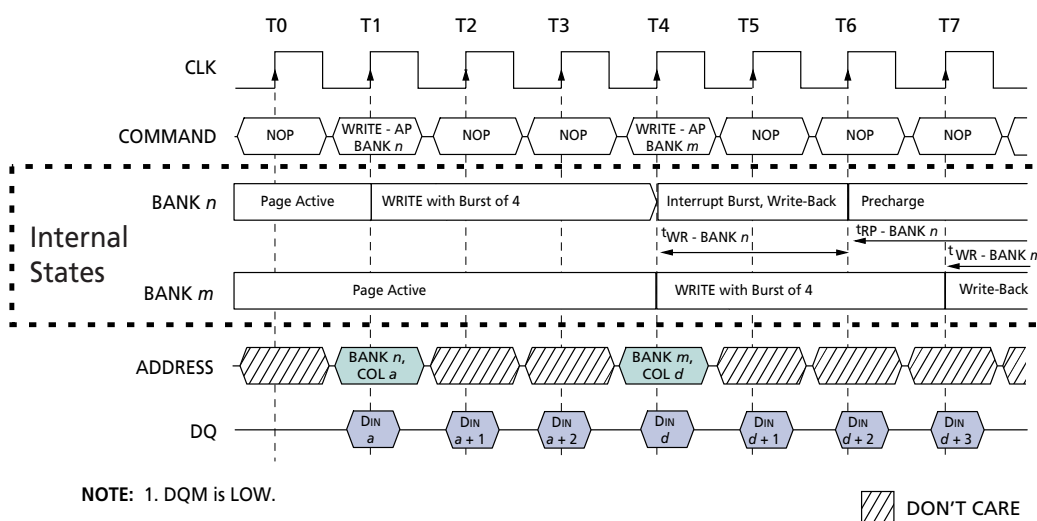 T0 T1 T2 T3 T4 T5 T6 T7
CLK
COMMAND NOP WRITE - AP BANK n NOP NOP WRITE - AP BANK m NOP NOP NOP
Internal States
BANK n Page Active WRITE with Burst of 4 Interrupt Burst, Write-Back Precharge
tWR - BANK n tRP - BANK n
tWR - BANK m
BANK m Page Active WRITE with Burst of 4 Write-Back
ADDRESS BANK n, COL a BANK m, COL d
DQ DIN a DIN a + 1 DIN a + 2 DIN d DIN d + 1 DIN d + 2 DIN d + 3
NOTE: 1. DQM is LOW.
DON'T CARE